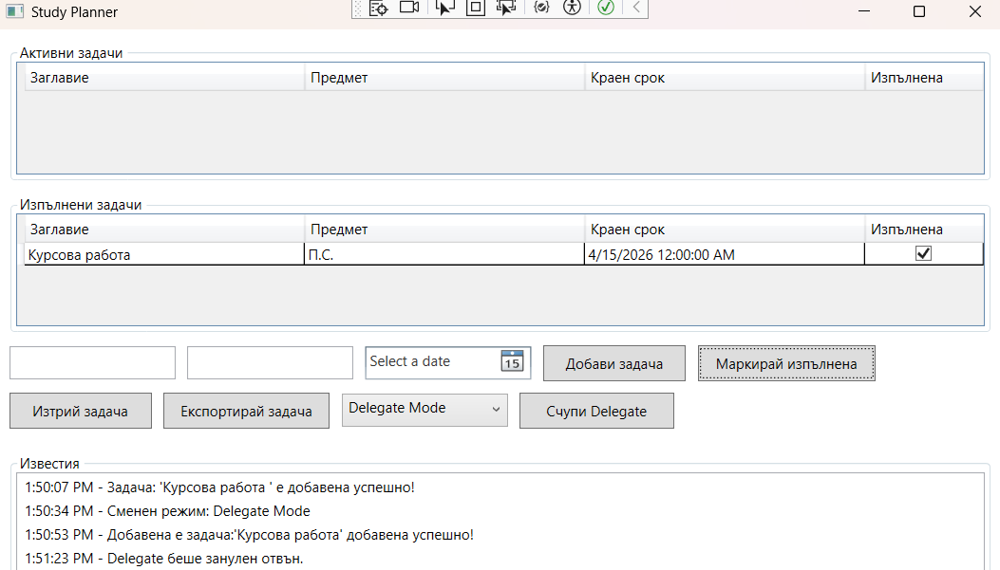 Study Planner
Активни задачи
Заглавие Предмет Краен срок Изпълнена
Изпълнени задачи
Заглавие Предмет Краен срок Изпълнена
Курсова работа П.С. 4/15/2026 12:00:00 AM
Select a date 15 Добави задача Маркирай изпълнена
Изтрий задача Експортирай задача Delegate Mode Счупи Delegate
Известия
1:50:07 PM - Задача: 'Курсова работа ' е добавена успешно!
1:50:34 PM - Сменен режим: Delegate Mode
1:50:53 PM - Добавена е задача:'Курсова работа' добавена успешно!
1:51:23 PM - Delegate беше занулен отвън.